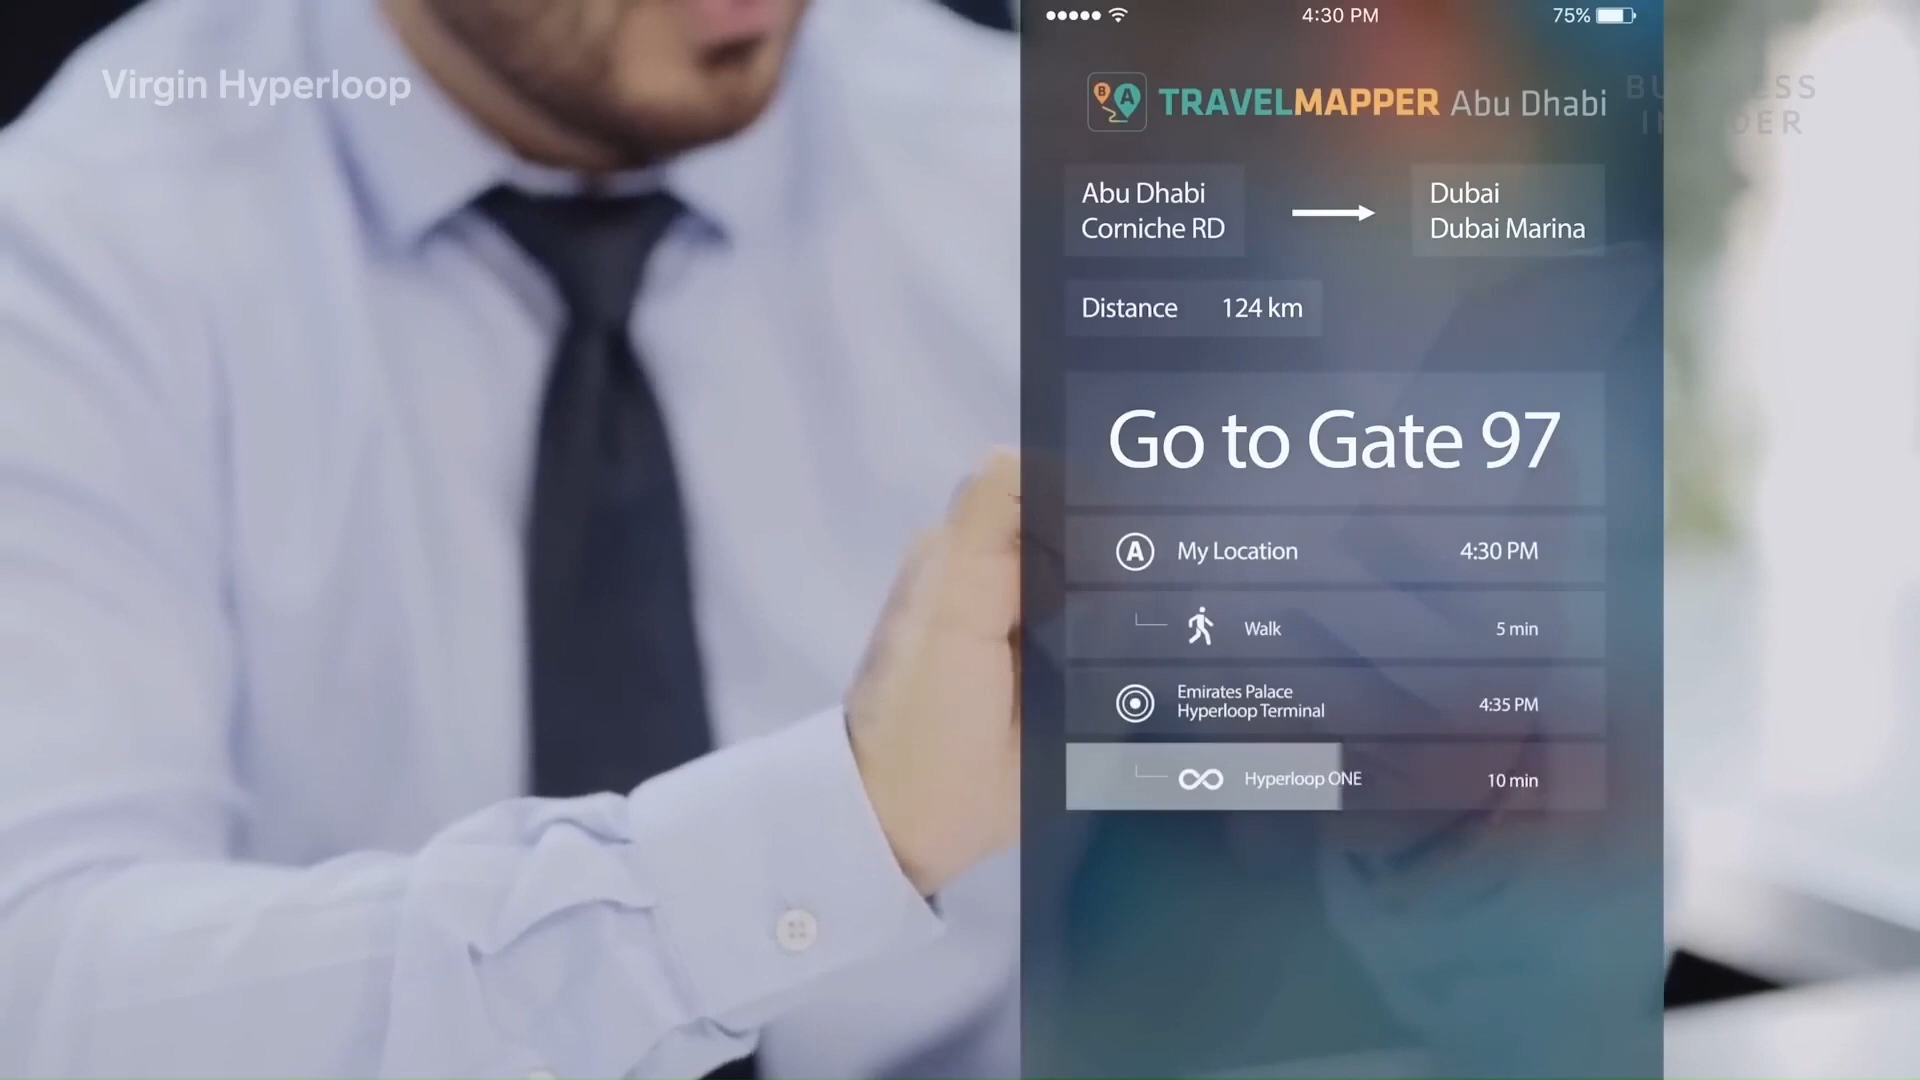 Virgin Hyperloop
4:30 PM
75%
TRAVELMAPPER Abu Dhabi
Abu Dhabi
Corniche RD
Dubai
Dubai Marina
Distance 124 km
Go to Gate 97
A My Location 4:30 PM
Walk 5 min
Emirates Palace
Hyperloop Terminal
4:35 PM
Hyperloop ONE 10 min